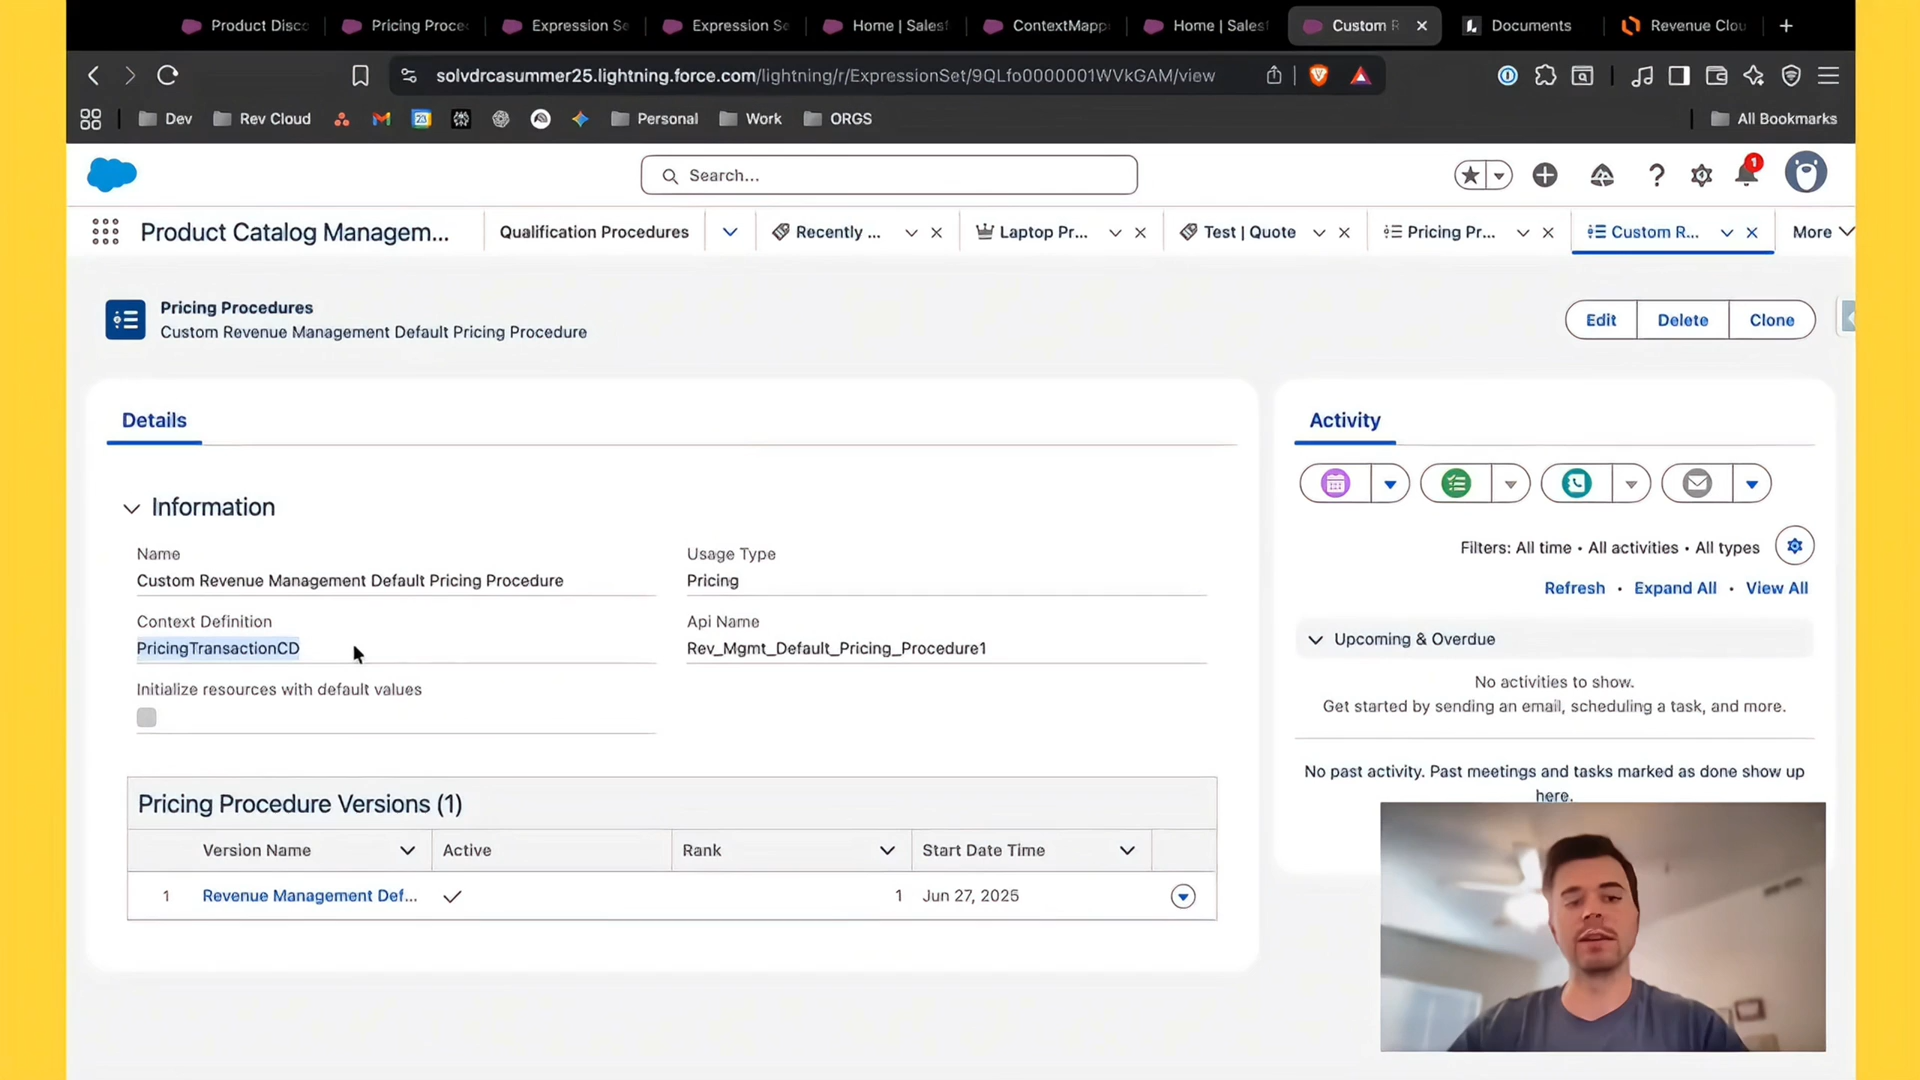 Product Disco
Pricing Proce
Expression Se
Expression Se
Home | Salesf
ContextMapp
Home | Salesf
Custom R
Documents
Revenue Clou
solvdrcasummer25.lightning.force.com/lightning/r/ExpressionSet/9QLfo0000001WVkGAM/view
Dev
Rev Cloud
Personal
Work
ORGS
All Bookmarks
Search...
1
Product Catalog Managem...
Qualification Procedures
Recently ...
Laptop Pr...
Test | Quote
Pricing Pr...
Custom R...
More
Pricing Procedures
Custom Revenue Management Default Pricing Procedure
Edit
Delete
Clone
Details
Activity
Information
Name
Custom Revenue Management Default Pricing Procedure
Usage Type
Pricing
Context Definition
PricingTransactionCD
Api Name
Rev_Mgmt_Default_Pricing_Procedure1
Initialize resources with default values
Filters: All time • All activities • All types
Refresh • Expand All • View All
Upcoming & Overdue
No activities to show.
Get started by sending an email, scheduling a task, and more.
No past activity. Past meetings and tasks marked as done show up
here.
Pricing Procedure Versions (1)
Version Name
Active
Rank
Start Date Time
1
Revenue Management Def...
1
Jun 27, 2025